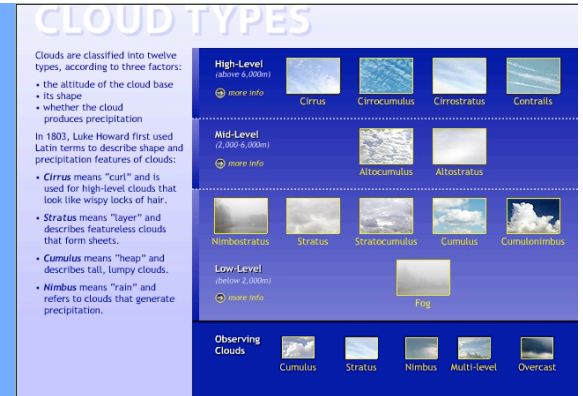 CLOUD TYPES
Clouds are classified into twelve
types, according to three factors:
• the altitude of the cloud base
• its shape
• whether the cloud
produces precipitation
In 1803, Luke Howard first used
Latin terms to describe shape and
precipitation features of clouds:
• Cirrus means "curl" and is
used for high-level clouds that
look like wispy locks of hair.
• Stratus means "layer" and
describes featureless clouds
that form sheets.
• Cumulus means "heap" and
describes tall, lumpy clouds.
• Nimbus means "rain" and
refers to clouds that generate
precipitation.
High-Level
(above 6,000m)
more info
Cirrus Cirrocumulus Cirrostratus Contrails
Mid-Level
(2,000-6,000m)
more info
Altocumulus Altostratus
Nimbostratus Stratus Stratocumulus Cumulus Cumulonimbus
Low-Level
(below 2,000m)
more info
Fog
Observing
Clouds
Cumulus Stratus Nimbus Multi-level Overcast